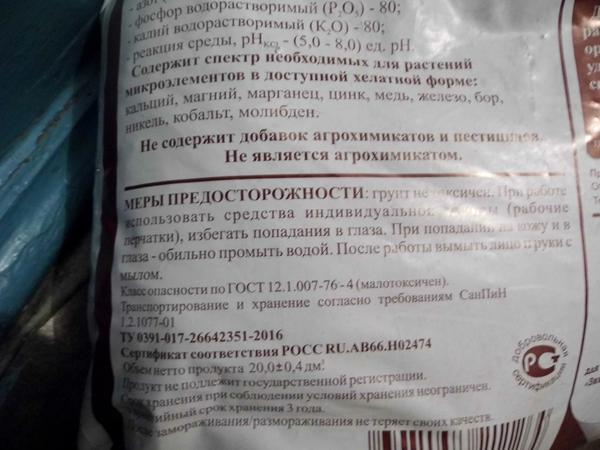 - азот
- фосфор водорастворимый (P₂O₅) - 80;
- калий водорастворимый (K₂O) - 80;
- реакция среды, pH KCl - (5,0 - 8,0) ед. pH.
Содержит спектр необходимых для растений
микроэлементов в доступной хелатной форме:
кальций, магний, марганец, цинк, медь, железо, бор,
никель, кобальт, молибден.
Не содержит добавок агрохимикатов и пестицидов.
Не является агрохимикатом.
МЕРЫ ПРЕДОСТОРОЖНОСТИ: грунт не токсичен. При работе
использовать средства индивидуальной (рабочие
перчатки), избегать попадания в глаза. При попадании на кожу и в
глаза - обильно промыть водой. После работы вымыть лицо и руки с
мылом.
Класс опасности по ГОСТ 12.1.007-76 - 4 (малотоксичен).
Транспортирование и хранение согласно требованиям СанПиН
1.2.1077-01
ТУ 0391-017-26642351-2016
Сертификат соответствия РОСС RU.АВ66.Н02474
Объем нетто продукта 20,0±0,4 дм³
Продукт не подлежит государственной регистрации.
Срок хранения при соблюдении условий хранения неограничен.
Гарантийный срок хранения 3 года.
После замораживания/размораживания не теряет своих качеств.
добровольная
сертификация